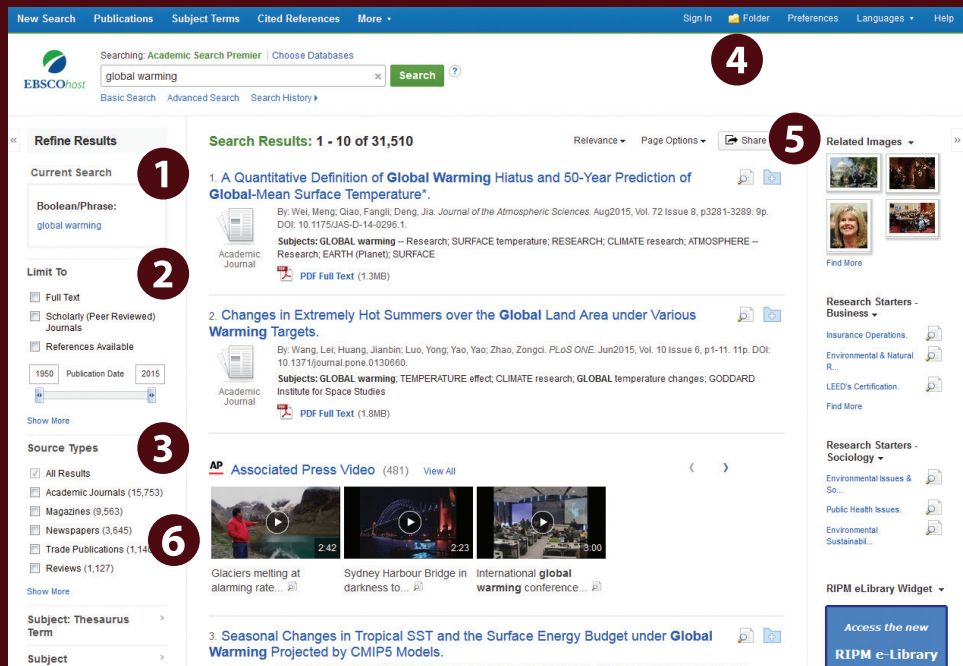 New Search Publications Subject Terms Cited References More
Sign In Folder Preferences Languages Help
4
EBSCOhost
Searching: Academic Search Premier | Choose Databases
global warming × Search ?
Basic Search Advanced Search Search History
«
Refine Results
Current Search
1
Boolean/Phrase:
global warming
Limit To
2
Full Text
Scholarly (Peer Reviewed)
Journals
References Available
1950 Publication Date 2015
Show More
Source Types
3
All Results
Academic Journals (15,753)
Magazines (9,563)
Newspapers (3,645)
Trade Publications
6
Reviews (1,127)
Show More
Subject: Thesaurus
Term
Subject
Search Results: 1 - 10 of 31,510
Relevance Page Options Share
5
1. A Quantitative Definition of Global Warming Hiatus and 50-Year Prediction of
Global-Mean Surface Temperature*.
By: Wei, Meng; Qiao, Fangli; Deng, Jia. Journal of the Atmospheric Sciences. Aug2015, Vol. 72 Issue 8, p3281-3289. 9p.
DOI: 10.1175/JAS-D-14-0296.1.
Subjects: GLOBAL warming -- Research; SURFACE temperature; RESEARCH; CLIMATE research; ATMOSPHERE --
Research; EARTH (Planet); SURFACE
Academic
Journal
PDF Full Text (1.3MB)
2. Changes in Extremely Hot Summers over the Global Land Area under Various
Warming Targets.
By: Wang, Lei; Huang, Jianbin; Luo, Yong; Yao, Yao; Zhao, Zongci. PLoS ONE. Jun2015, Vol. 10 Issue 6, p1-11. 11p. DOI:
10.1371/journal.pone.0130660.
Subjects: GLOBAL warming; TEMPERATURE effect; CLIMATE research; GLOBAL temperature changes; GODDARD
Institute for Space Studies
Academic
Journal
PDF Full Text (1.8MB)
AP Associated Press Video (481) View All
2:42
2:23
3:00
Glaciers melting at
alarming rate...
Sydney Harbour Bridge in
darkness to...
International global
warming conference...
3. Seasonal Changes in Tropical SST and the Surface Energy Budget under Global
Warming Projected by CMIP5 Models.
»
Related Images
Find More
Research Starters -
Business
Insurance Operations.
Environmental & Natural
R...
LEED's Certification.
Find More
Research Starters -
Sociology
Environmental Issues &
So...
Public Health Issues.
Environmental
Sustainabil...
RIPM eLibrary Widget
Access the new
RIPM e-Library